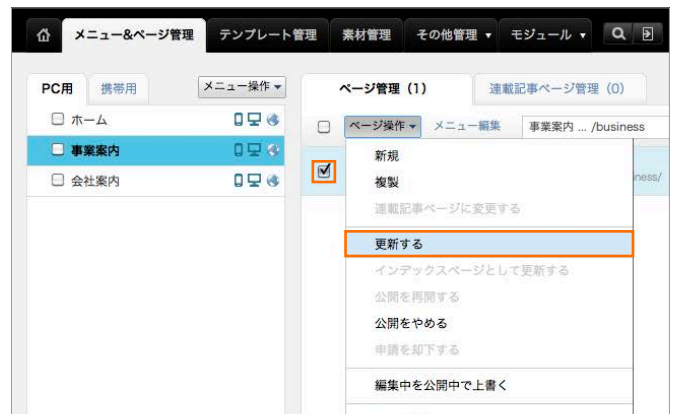 メニュー&ページ管理 テンプレート管理 素材管理 その他管理 モジュール
PC用 携帯用 メニュー操作
ホーム
事業案内
会社案内
ページ管理(1) 連載記事ページ管理(0)
ページ操作 メニュー編集 事業案内 ... /business
新規
複製
ness/
連載記事ページに変更する
更新する
インデックスページとして更新する
公開を再開する
公開をやめる
申請を却下する
編集中を公開中で上書く